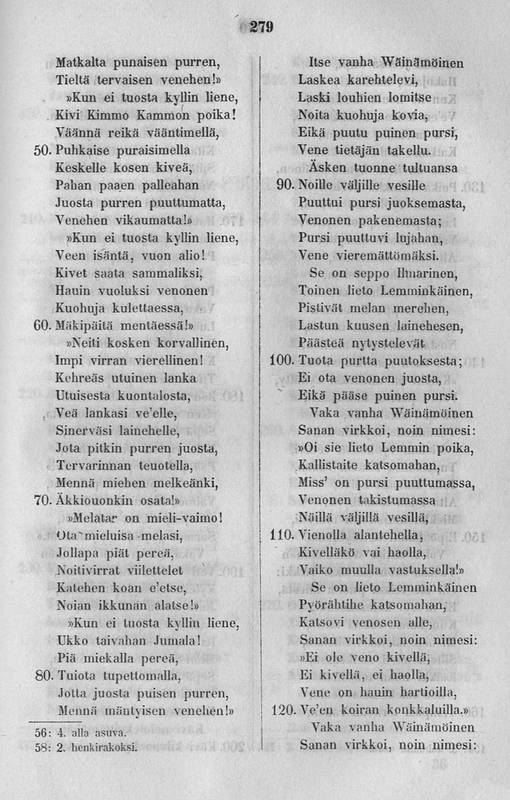 279
Matkalta punaisen purren,
Tieltä tervaisen venehen!»
»Kun ei tuosta kyllin liene,
Kivi Kimmo Kammon poika!
Väännä reikä vääntimellä,
50. Puhkaise puraisimella
Keskelle kosen kiveä,
Pahan paaen palleahan
Juosta purren puuttumatta,
Venehen vikaumatta!»
»Kun ei tuosta kyllin liene,
Veen isäntä, vuon alio!
Kivet saata sammaliksi,
Hauin vuoluksi venonen
Kuohuja kulettaessa,
60. Mäkipäitä mentäessä!»
»Neiti kosken korvallinen,
Impi virran vierellinen!
Kehreäs utuinen lanka
Utuisesta kuontalosta,
Veä lankasi ve'elle,
Sinerväsi lainehelle,
Jota pitkin purren juosta,
Tervarinnan teuotella,
Mennä miehen melkeänki,
70. Äkkiouonkin osata!»
»Melatar on mieli-vaimo!
Ota mieluisa melasi,
Jollapa piät pereä,
Noitivirrat viilettelet
Katehen koan e'etse,
Noian ikkunan alatse!»
»Kun ei tuosta kyllin liene,
Ukko taivahan Jumala!
Piä miekalla pereä,
80. Tuiota tupettomalla,
Jotta juosta puisen purren,
Mennä mäntyisen venehen!»
56: 4. alla asuva.
58: 2. henkirakoksi.
Itse vanha Wäinämöinen
Laskea karehtelevi,
Laski louhien lomitse
Noita kuohuja kovia,
Eikä puutu puinen pursi,
Vene tietäjän takellu.
Äsken tuonne tultuansa
90. Noille väljille vesille
Puuttui pursi juoksemasta,
Venonen pakenemasta;
Pursi puuttuvi lujahan,
Vene vieremättömäksi.
Se on seppo Ilmarinen,
Toinen lieto Lemminkäinen,
Pistivät melan merehen,
Lastun kuusen lainehesen,
Päästeä nytystelevät
100. Tuota purtta puutoksesta;
Ei ota venonen juosta,
Eikä pääse puinen pursi.
Vaka vanha Wäinämöinen
Sanan virkkoi, noin nimesi:
»Oi sie lieto Lemmin poika,
Kallistaite katsomahan,
Miss' on pursi puuttumassa,
Venonen takistumassa
Näillä väljillä vesillä,
110. Vienolla alantehella,
Kivelläkö vai haolla,
Vaiko muulla vastuksella!»
Se on lieto Lemminkäinen
Pyörähtihe katsomahan,
Katsovi venosen alle,
Sanan virkkoi, noin nimesi:
»Ei ole veno kivellä,
Ei kivellä, ei haolla,
Vene on hauin hartioilla,
120. Ve'en koiran konkkaluilla.»
Vaka vanha Wäinämöinen
Sanan virkkoi, noin nimesi: